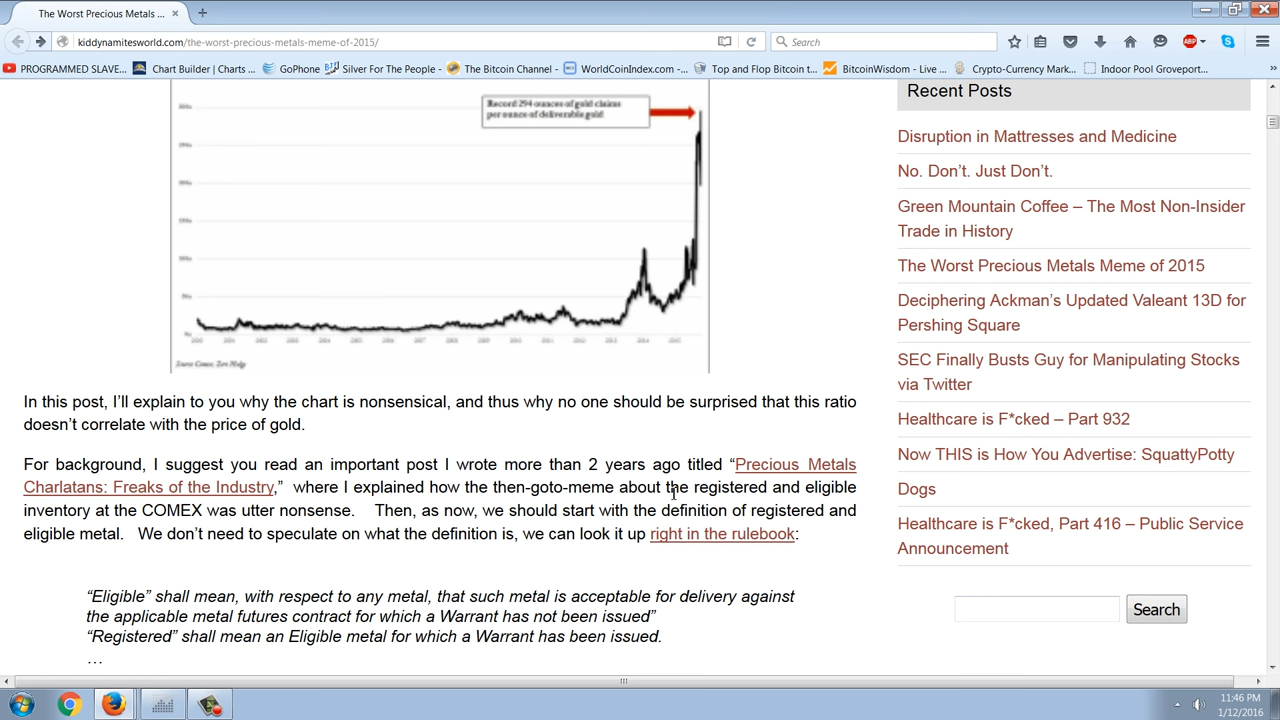 The Worst Precious Metals ...
kiddynamitesworld.com/the-worst-precious-metals-meme-of-2015/
Search
PROGRAMMED SLAVE...
Chart Builder | Charts ...
GoPhone
Silver For The People - ...
The Bitcoin Channel - ...
WorldCoinIndex.com - ...
Top and Flop Bitcoin t...
BitcoinWisdom - Live ...
Crypto-Currency Mark...
Indoor Pool Groveport...
Record 294 ounces of gold claims
per ounce of deliverable gold
Source: Comex, Zero Hedge
In this post, I’ll explain to you why the chart is nonsensical, and thus why no one should be surprised that this ratio
doesn’t correlate with the price of gold.
For background, I suggest you read an important post I wrote more than 2 years ago titled “Precious Metals
Charlatans: Freaks of the Industry,” where I explained how the then-goto-meme about the registered and eligible
inventory at the COMEX was utter nonsense. Then, as now, we should start with the definition of registered and
eligible metal. We don’t need to speculate on what the definition is, we can look it up right in the rulebook:
“Eligible” shall mean, with respect to any metal, that such metal is acceptable for delivery against
the applicable metal futures contract for which a Warrant has not been issued”
“Registered” shall mean an Eligible metal for which a Warrant has been issued.
…
Recent Posts
Disruption in Mattresses and Medicine
No. Don’t. Just Don’t.
Green Mountain Coffee – The Most Non-Insider
Trade in History
The Worst Precious Metals Meme of 2015
Deciphering Ackman’s Updated Valeant 13D for
Pershing Square
SEC Finally Busts Guy for Manipulating Stocks
via Twitter
Healthcare is F*cked – Part 932
Now THIS is How You Advertise: SquattyPotty
Dogs
Healthcare is F*cked, Part 416 – Public Service
Announcement
Search
11:46 PM
1/12/2016